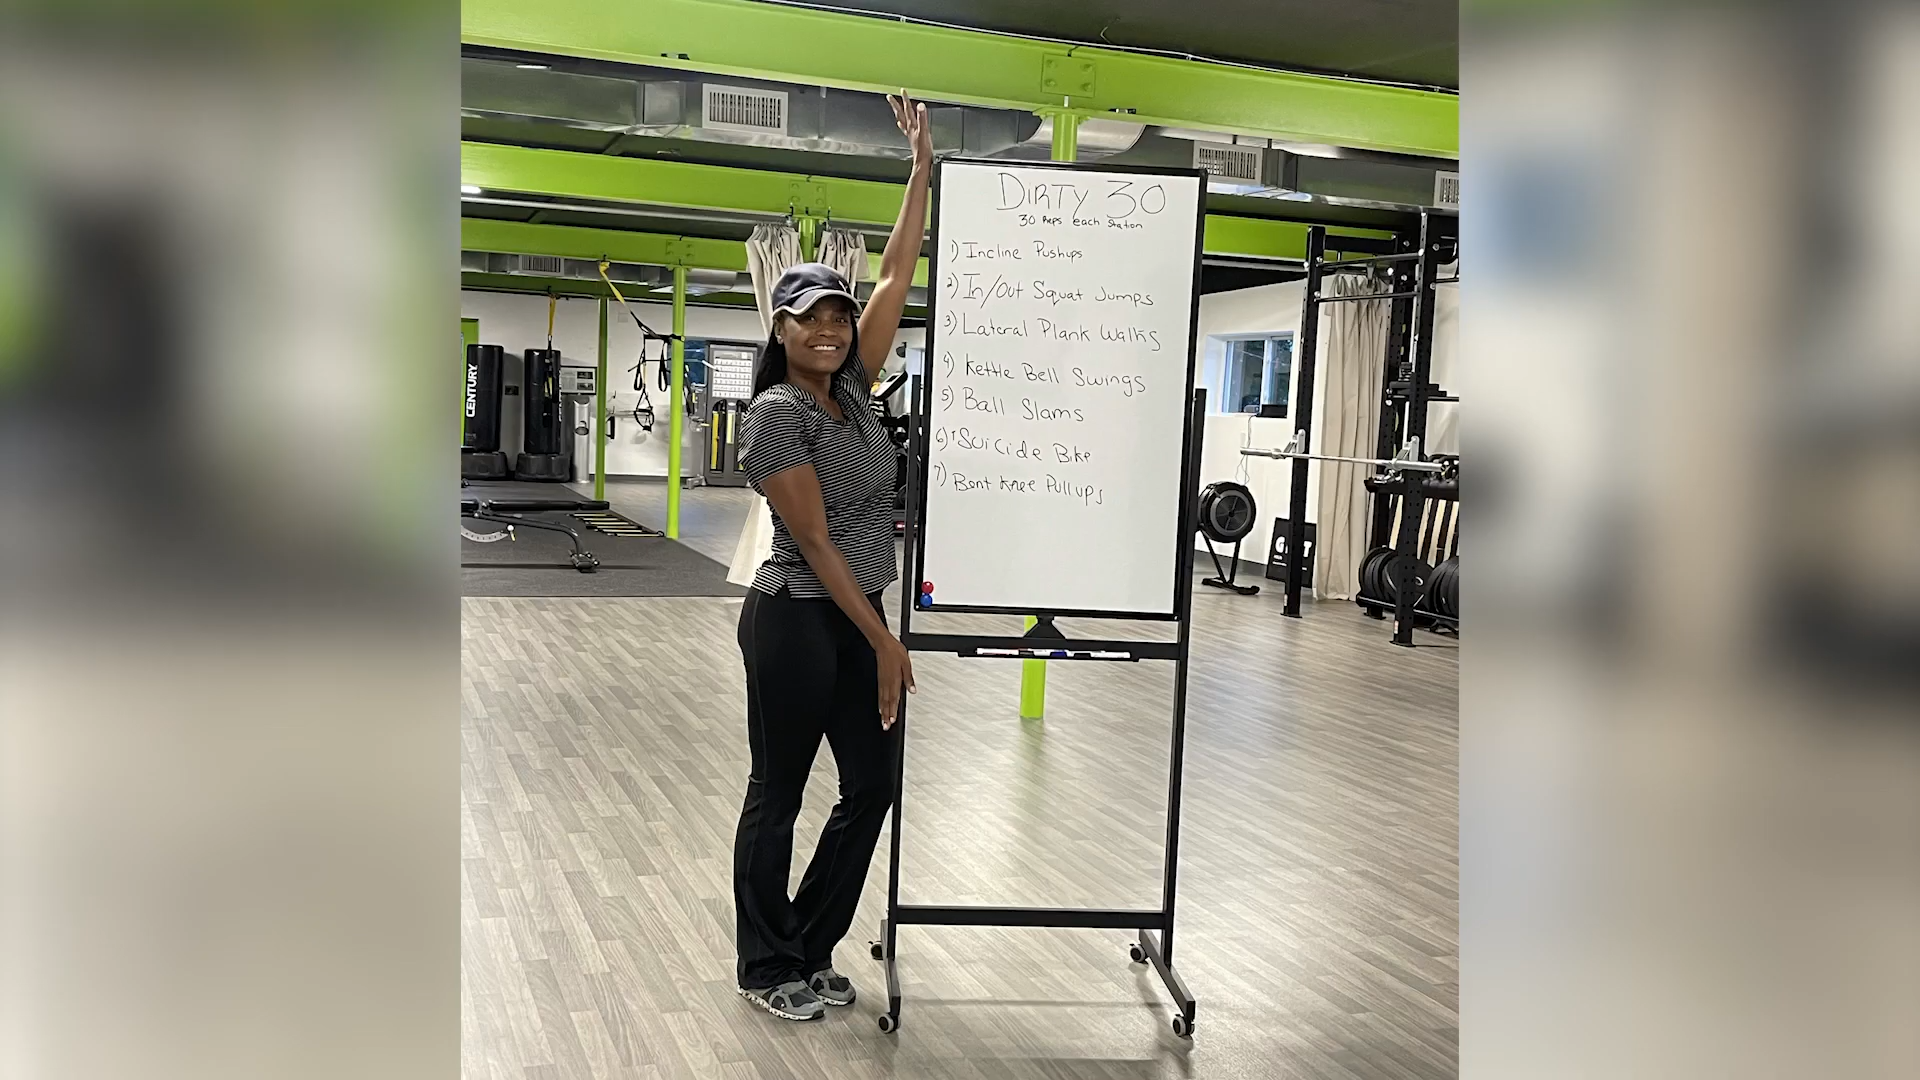 DIRTY 30
30 Reps each Station
1) Incline Pushups
2) In/Out Squat Jumps
3) Lateral Plank Walks
4) Kettle Bell Swings
5) Ball Slams
6) Suicide Bike
7) Bent Knee Pullups
CENTURY